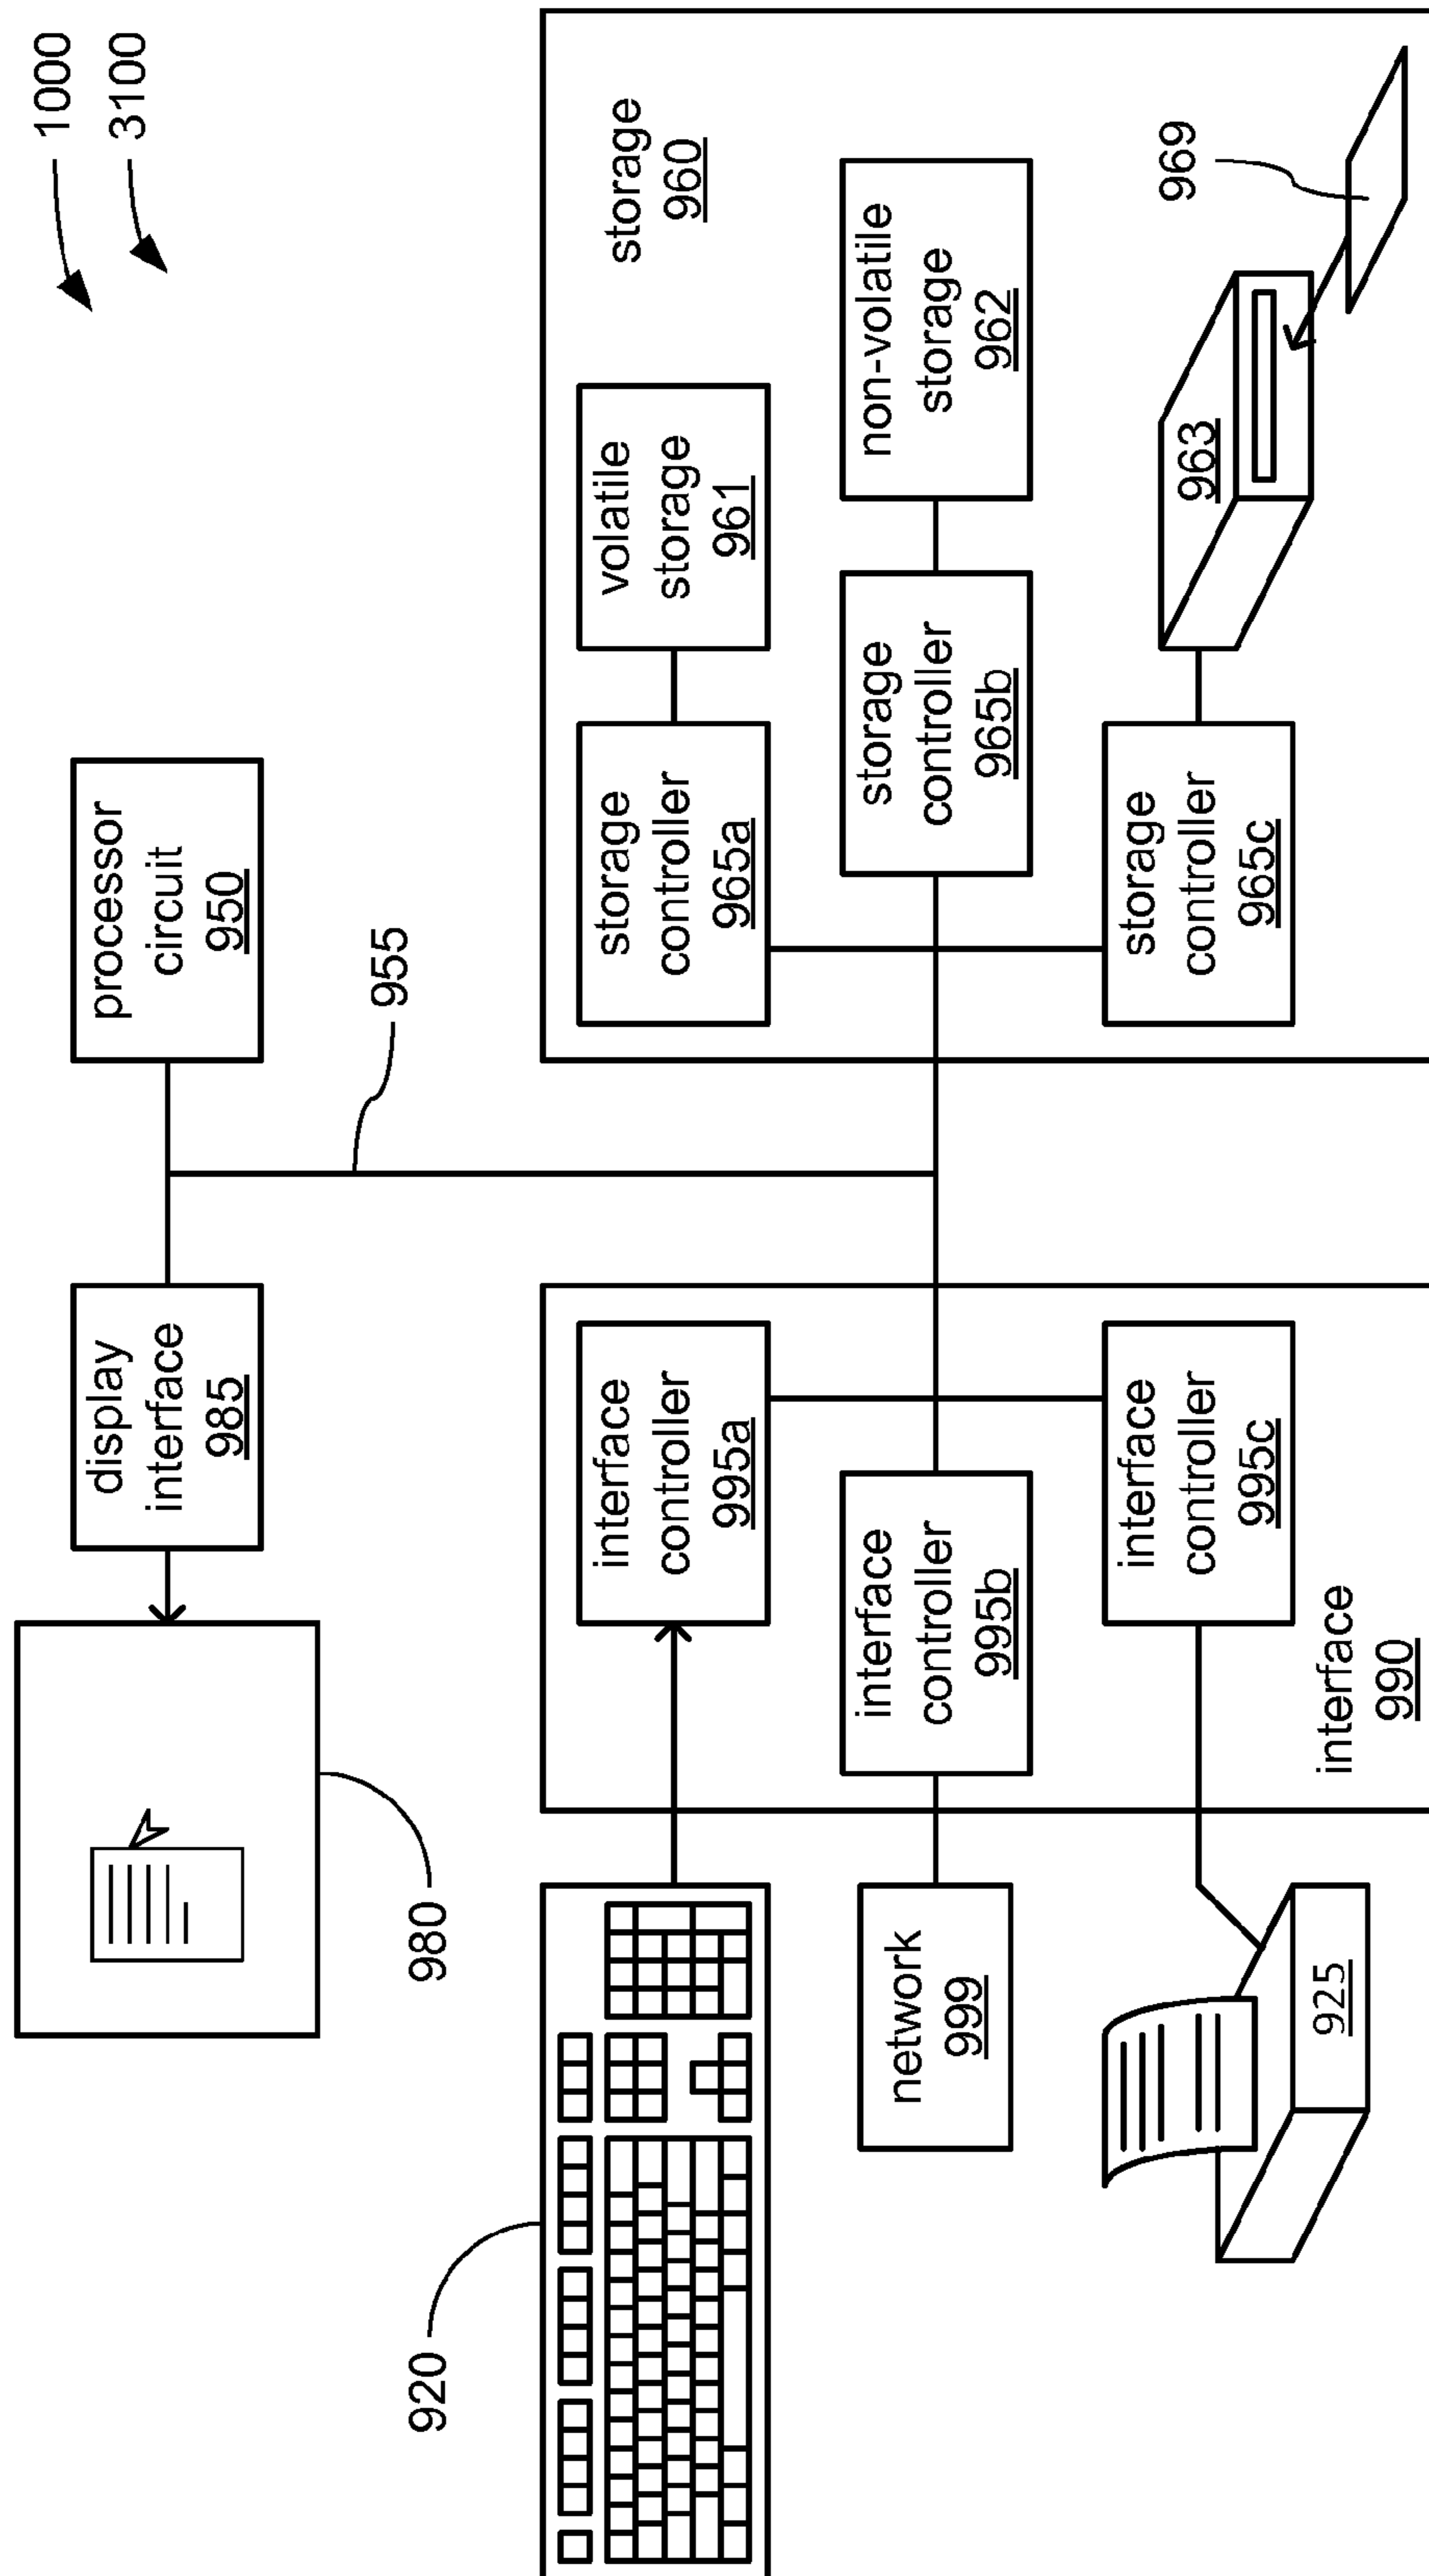 1000
3100
processor
circuit
950
955
display
interface
985
980
920
storage
960
volatile
storage
961
storage
controller
965a
non-volatile
storage
962
storage
controller
965b
963
969
storage
controller
965c
interface
controller
995a
interface
controller
995b
interface
controller
995c
interface
990
network
999
925